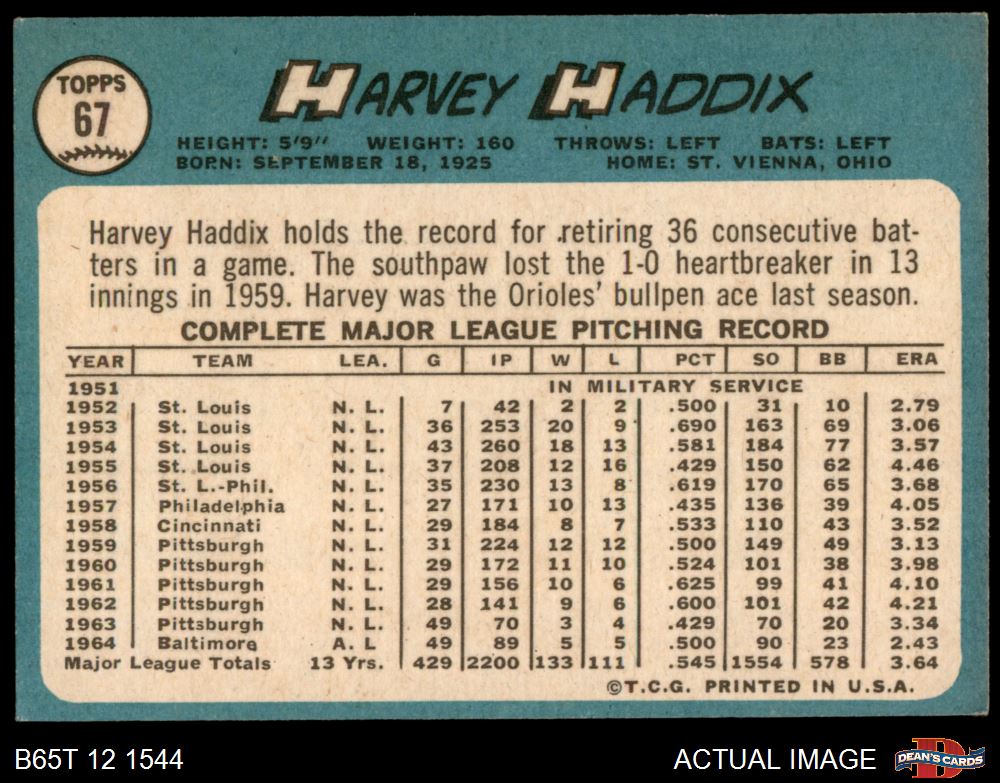 TOPPS
67
HARVEY HADDIX
HEIGHT: 5'9" WEIGHT: 160 THROWS: LEFT BATS: LEFT
BORN: SEPTEMBER 18, 1925 HOME: ST. VIENNA, OHIO
Harvey Haddix holds the record for retiring 36 consecutive bat-
ters in a game. The southpaw lost the 1-0 heartbreaker in 13
innings in 1959. Harvey was the Orioles' bullpen ace last season.
COMPLETE MAJOR LEAGUE PITCHING RECORD
YEAR TEAM LEA. G IP W L PCT SO BB ERA
1951 IN MILITARY SERVICE
1952 St. Louis N. L. 7 42 2 2 .500 31 10 2.79
1953 St. Louis N. L. 36 253 20 9 .690 163 69 3.06
1954 St. Louis N. L. 43 260 18 13 .581 184 77 3.57
1955 St. Louis N. L. 37 208 12 16 .429 150 62 4.46
1956 St. L.-Phil. N. L. 35 230 13 8 .619 170 65 3.68
1957 Philadelphia N. L. 27 171 10 13 .435 136 39 4.05
1958 Cincinnati N. L. 29 184 8 7 .533 110 43 3.52
1959 Pittsburgh N. L. 31 224 12 12 .500 149 49 3.13
1960 Pittsburgh N. L. 29 172 11 10 .524 101 38 3.98
1961 Pittsburgh N. L. 29 156 10 6 .625 99 41 4.10
1962 Pittsburgh N. L. 28 141 9 6 .600 101 42 4.21
1963 Pittsburgh N. L. 49 70 3 4 .429 70 20 3.34
1964 Baltimore A. L 49 89 5 5 .500 90 23 2.43
Major League Totals 13 Yrs. 429 2200 133 111 .545 1554 578 3.64
©T.C.G. PRINTED IN U.S.A.
B65T 12 1544 ACTUAL IMAGE
D
DEAN'S CARDS